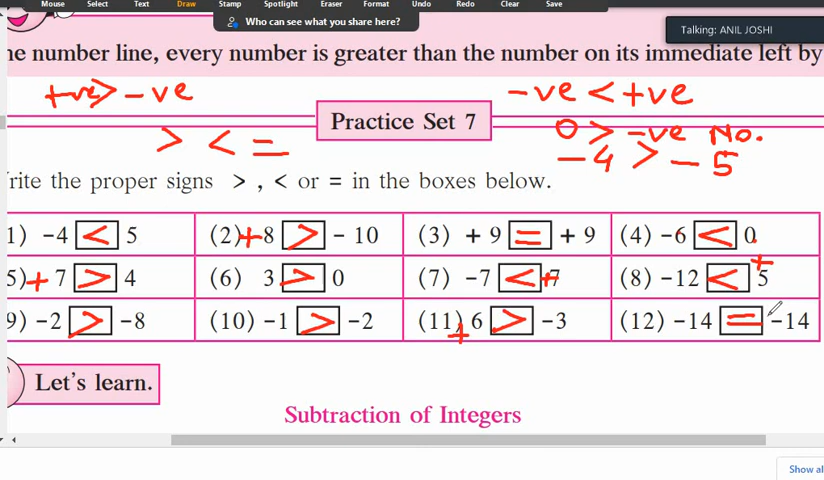 Mouse Select Text Draw Stamp Spotlight Eraser Format Undo Redo Clear Save
Who can see what you share here?
Talking: ANIL JOSHI
he number line, every number is greater than the number on its immediate left by
+ve > -ve
-ve < +ve
Practice Set 7
> < =
0 > -ve No.
-4 > -5
rite the proper signs > , < or = in the boxes below.
1) -4 < 5 (2) +8 > - 10 (3) + 9 = + 9 (4) -6 < 0
5) + 7 > 4 (6) 3 > 0 (7) -7 < +7 (8) -12 < +5
9) -2 > -8 (10) -1 > -2 (11) +6 > -3 (12) -14 = -14
Let's learn.
Subtraction of Integers
Show al